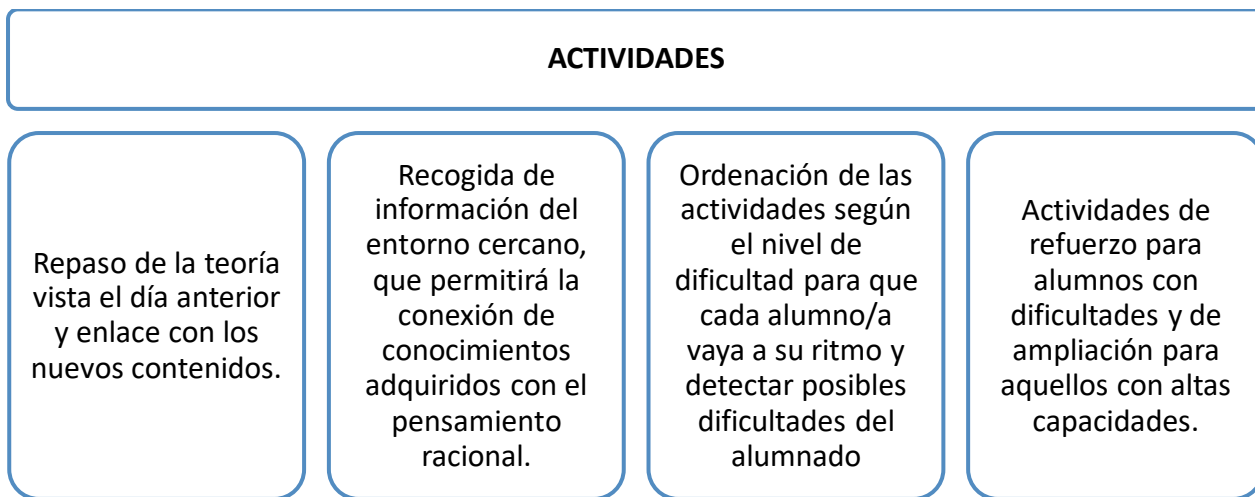 ACTIVIDADES
Repaso de la teoría
vista el día anterior
y enlace con los
nuevos contenidos.
Recogida de
información del
entorno cercano,
que permitirá la
conexión de
conocimientos
adquiridos con el
pensamiento
racional.
Ordenación de las
actividades según
el nivel de
dificultad para que
cada alumno/a
vaya a su ritmo y
detectar posibles
dificultades del
alumnado
Actividades de
refuerzo para
alumnos con
dificultades y de
ampliación para
aquellos con altas
capacidades.